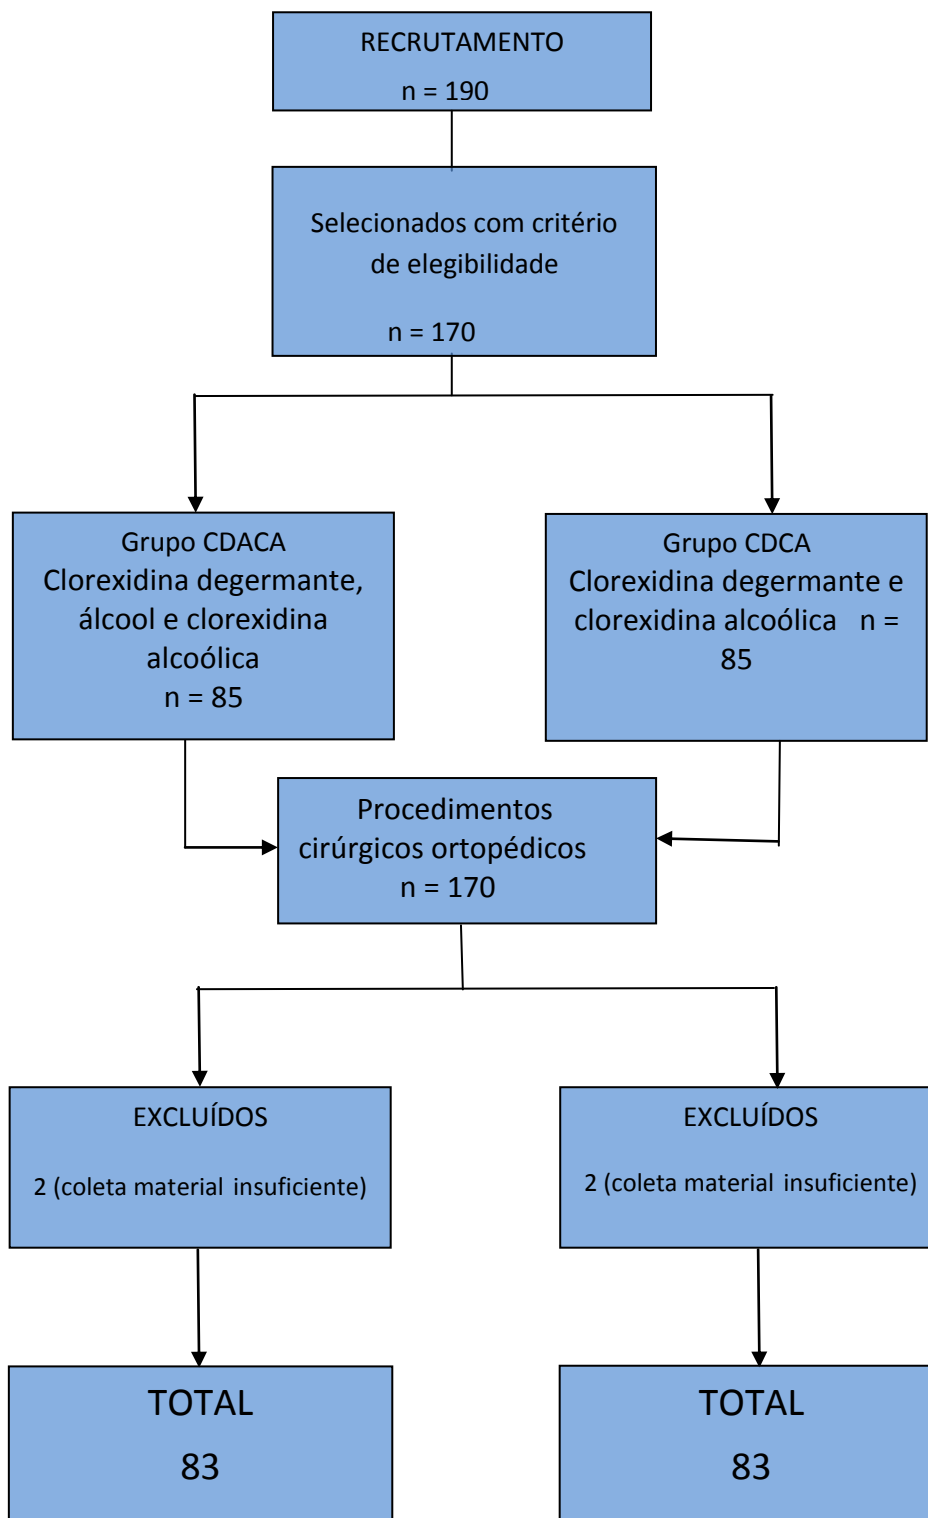 RECRUTAMENTO
n = 190
Selecionados com critério
de elegibilidade
n = 170
Grupo CDACA
Clorexidina degermante,
álcool e clorexidina
alcoólica
n = 85
Grupo CDCA
Clorexidina degermante e
clorexidina alcoólica n =
85
Procedimentos
cirúrgicos ortopédicos
n = 170
EXCLUÍDOS
2 (coleta material insuficiente)
EXCLUÍDOS
2 (coleta material insuficiente)
TOTAL
83
TOTAL
83